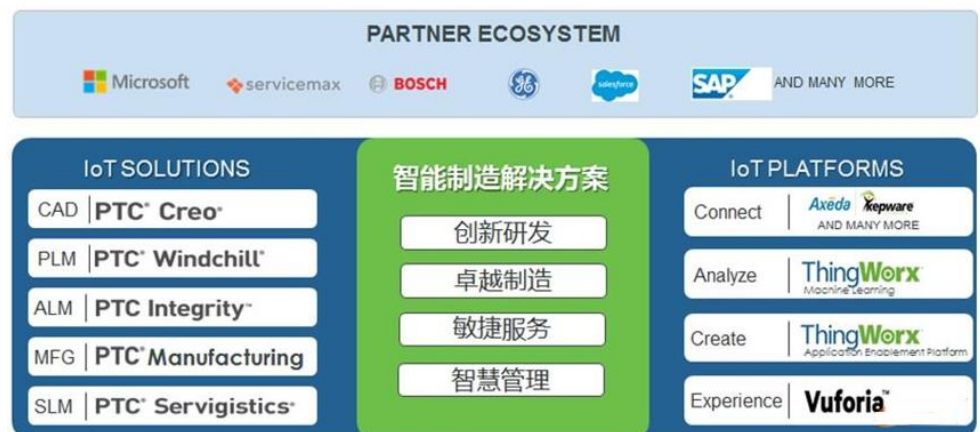 PARTNER ECOSYSTEM
Microsoft servicemax BOSCH GE salesforce SAP AND MANY MORE
IoT SOLUTIONS
CAD PTC® Creo®
PLM PTC® Windchill®
ALM PTC Integrity™
MFG PTC® Manufacturing
SLM PTC® Servigistics®
智能制造解决方案
创新研发
卓越制造
敏捷服务
智慧管理
IoT PLATFORMS
Connect Axeda kepware
AND MANY MORE
Analyze ThingWorx
Machine Learning
Create ThingWorx
Application Enablement Platform
Experience Vuforia™